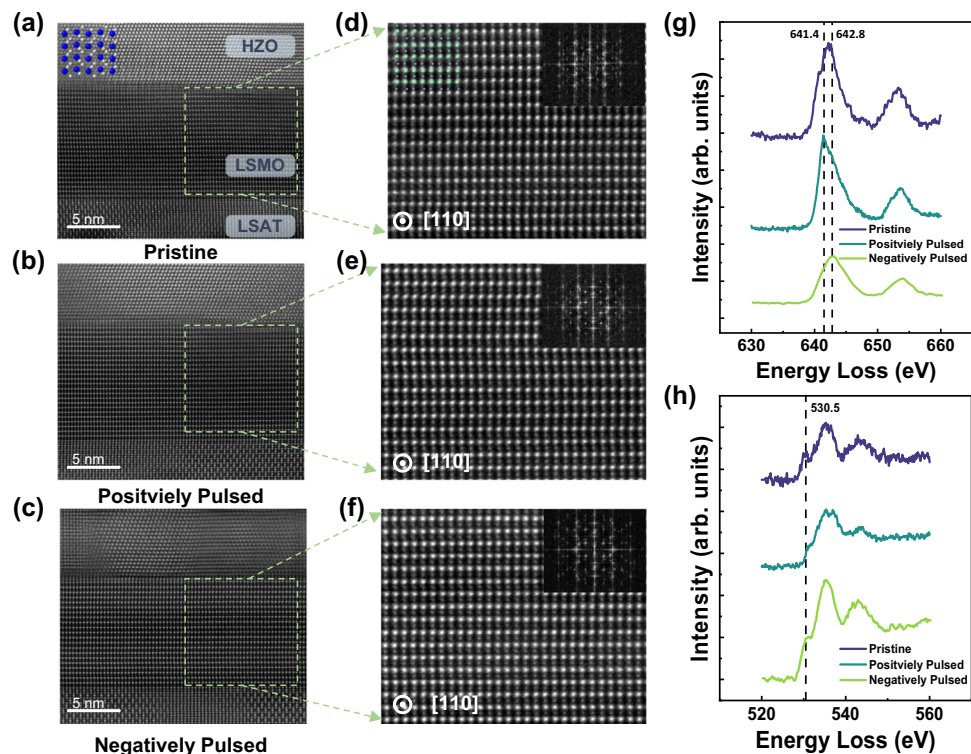 (a)
HZO
LSMO
LSAT
5 nm
Pristine
(b)
5 nm
Positviely Pulsed
(c)
5 nm
Negatively Pulsed
(d)
[110]
(e)
[110]
(f)
[110]
(g)
641.4
642.8
Intensity (arb. units)
Pristine
Positviely Pulsed
Negatively Pulsed
630
640
650
660
Energy Loss (eV)
(h)
530.5
Intensity (arb. units)
Pristine
Positviely Pulsed
Negatively Pulsed
520
540
560
Energy Loss (eV)